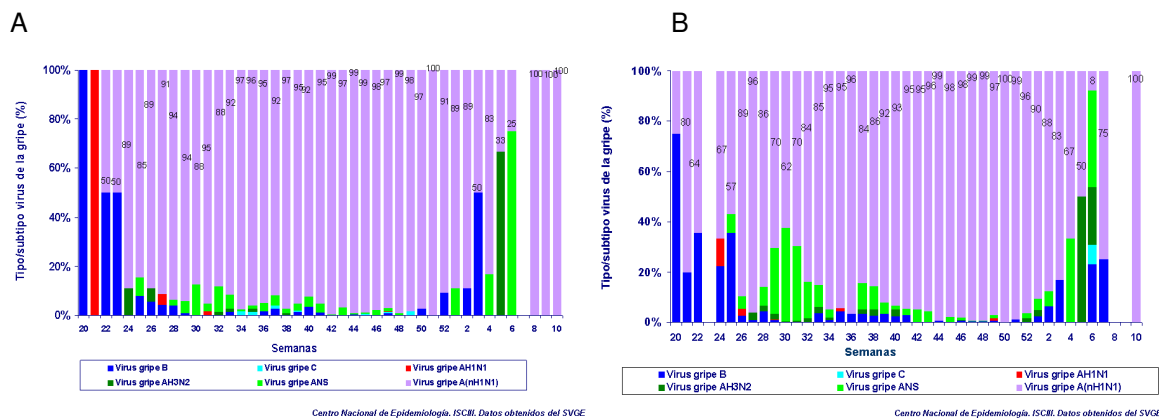 A
Tipo/subtipo virus de la gripe (%)
100%
80%
60%
40%
20%
0%
50 50 89 85 89 91 94 94 88 95 88 92 97 96 95 92 97 95 92 95 99 97 99 99 98 97 99 98 97 100 91 89 89 50 83 33 25 100 100 100
20 22 24 26 28 30 32 34 36 38 40 42 44 46 48 50 52 2 4 6 8 10
Semanas
Virus gripe B Virus gripe C Virus gripe AH1N1
Virus gripe AH3N2 Virus gripe ANS Virus gripe A(nH1N1)
Centro Nacional de Epidemiología. ISCIII. Datos obtenidos del SVGE
B
Tipo/subtipo virus de la gripe (%)
100%
80%
60%
40%
20%
0%
80 64 67 57 89 96 86 70 62 70 84 85 95 95 96 84 86 92 93 95 95 96 99 98 98 99 99 97 100 99 96 90 88 83 67 50 8 75 100
20 22 24 26 28 30 32 34 36 38 40 42 44 46 48 50 52 2 4 6 8 10
Semanas
Virus gripe B Virus gripe C Virus gripe AH1N1
Virus gripe AH3N2 Virus gripe ANS Virus gripe A(nH1N1)
Centro Nacional de Epidemiología. ISCIII. Datos obtenidos del SVGE